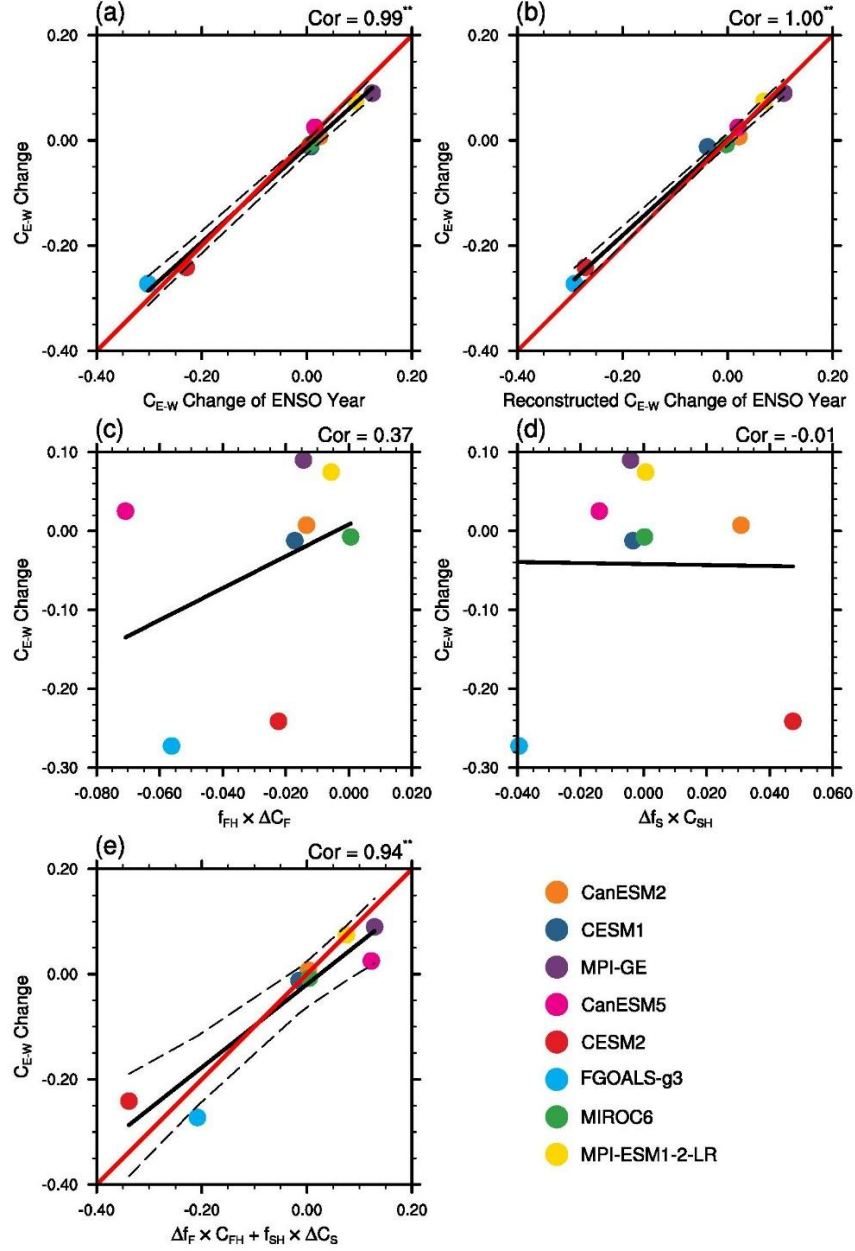 (a) Cor = 0.99**
0.20
0.00
-0.20
-0.40
C_E-W Change
-0.40 -0.20 0.00 0.20
C_E-W Change of ENSO Year
(b) Cor = 1.00**
0.20
0.00
-0.20
-0.40
C_E-W Change
-0.40 -0.20 0.00 0.20
Reconstructed C_E-W Change of ENSO Year
(c) Cor = 0.37
0.10
0.00
-0.10
-0.20
-0.30
C_E-W Change
-0.080 -0.060 -0.040 -0.020 0.000 0.020
f_FH × ΔC_F
(d) Cor = -0.01
0.10
0.00
-0.10
-0.20
-0.30
C_E-W Change
-0.040 -0.020 0.000 0.020 0.040 0.060
Δf_S × C_SH
(e) Cor = 0.94**
0.20
0.00
-0.20
-0.40
C_E-W Change
-0.40 -0.20 0.00 0.20
Δf_F × C_FH + f_SH × ΔC_S
CanESM2
CESM1
MPI-GE
CanESM5
CESM2
FGOALS-g3
MIROC6
MPI-ESM1-2-LR